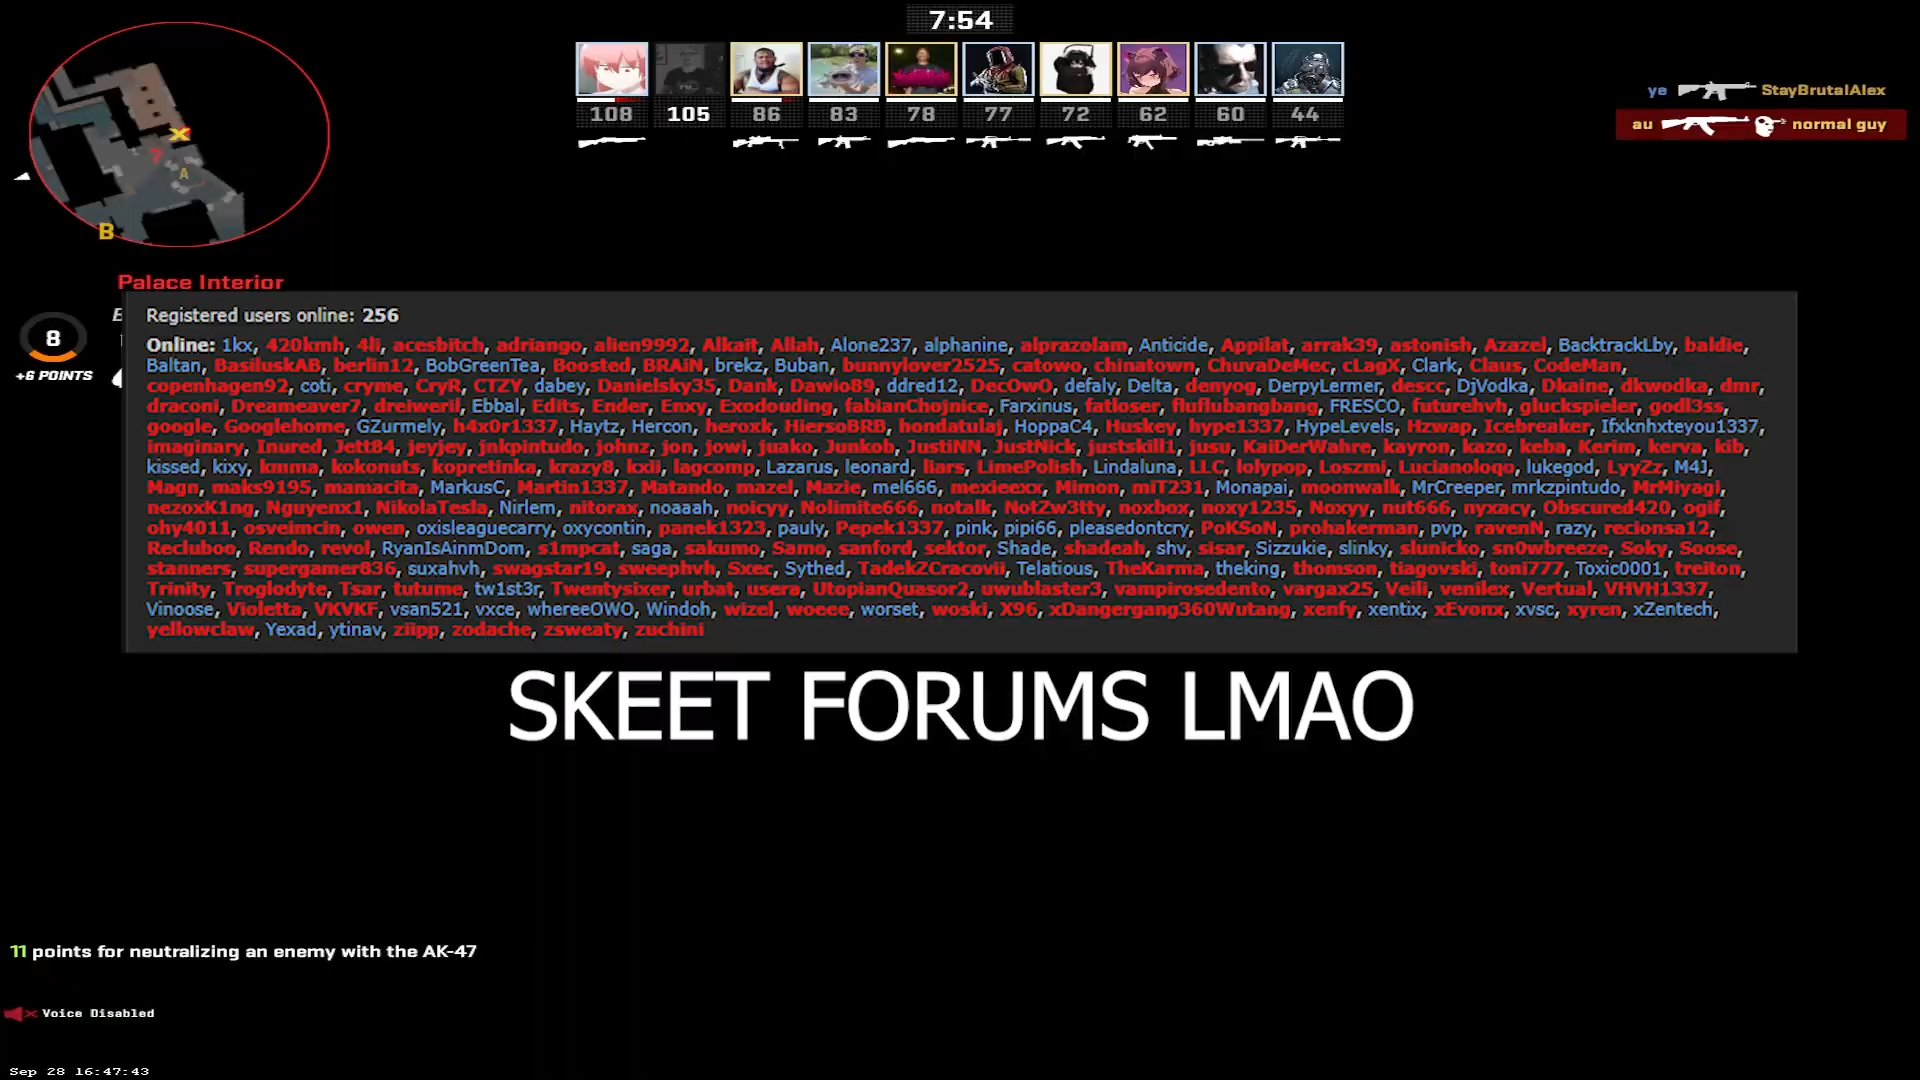 7:54
108 105 86 83 78 77 72 62 60 44
ye StayBrutalAlex
au normal guy
A
B
Palace Interior
8
+6 POINTS
Registered users online: 256
Online: 1kx, 420kmh, 4li, acesbitch, adriango, alien9992, Alkait, Allah, Alone237, alphanine, alprazolam, Anticide, Appilat, arrak39, astonish, Azazel, BacktrackLby, baldie,
Baltan, BasiluskAB, berlin12, BobGreenTea, Boosted, BRAiN, brekz, Buban, bunnylover2525, catowo, chinatown, ChuvaDeMec, cLagX, Clark, Claus, CodeMan,
copenhagen92, coti, cryme, CryR, CTZY, dabey, Danielsky35, Dank, Dawio89, ddred12, DecOwO, defaly, Delta, denyog, DerpyLermer, descc, DjVodka, Dkaine, dkwodka, dmr,
draconi, Dreameaver7, dreiweril, Ebbal, Edits, Ender, Enxy, Exodouding, fabianChojnice, Farxinus, fatloser, fluflubangbang, FRESCO, futurehvh, gluckspieler, godl3ss,
google, Googlehome, GZurmely, h4x0r1337, Haytz, Hercon, heroxk, HiersoBRB, hondatulaj, HoppaC4, Huskey, hype1337, HypeLevels, Hzwap, Icebreaker, Ifxknhxteyou1337,
imaginary, Inured, Jett84, jeyjey, jnkpintudo, johnz, jon, jowi, juako, Junkob, JustiNN, JustNick, justskill1, jusu, KaiDerWahre, kayron, kazo, keba, Kerim, kerva, kib,
kissed, kixy, kmma, kokonuts, kopretinka, krazy8, kxli, lagcomp, Lazarus, leonard, liars, LimePolish, Lindaluna, LLC, lolypop, Loszmi, Lucianoloqo, lukegod, LyyZz, M4J,
Magn, maks9195, mamacita, MarkusC, Martin1337, Matando, mazel, Mazie, mel666, mexieexx, Mimon, miT231, Monapai, moonwalk, MrCreeper, mrkzpintudo, MrMiyagi,
nezoxK1ng, Nguyenx1, NikolaTesla, Nirlem, nitorax, noaaah, noicyy, Nolimite666, notalk, NotZw3tty, noxbox, noxy1235, Noxyy, nut666, nyxacy, Obscured420, ogif,
ohy4011, osveimcin, owen, oxisleaguecarry, oxycontin, panek1323, pauly, Pepek1337, pink, pipi66, pleasedontcry, PoKSoN, prohakerman, pvp, ravenN, razy, recionsa12,
Recluboo, Rendo, revol, RyanIsAinmDom, s1mpcat, saga, sakumo, Samo, sanford, sektor, Shade, shadeah, shv, sisar, Sizzukie, slinky, slunicko, sn0wbreeze, Soky, Soose,
stanners, supergamer836, suxahvh, swagstar19, sweephvh, Sxec, Sythed, TadekZCracovii, Telatious, TheKarma, theking, thomson, tiagovski, toni777, Toxic0001, treiton,
Trinity, Troglodyte, Tsar, tutume, tw1st3r, Twentysixer, urbat, usera, UtopianQuasor2, uwublaster3, vampirosedento, vargax25, Veili, venilex, Vertual, VHVH1337,
Vinoose, Violetta, VKVKF, vsan521, vxce, whereeOWO, Windoh, wizel, woeee, worset, woski, X96, xDangergang360Wutang, xenfy, xentix, xEvonx, xvsc, xyren, xZentech,
yellowclaw, Yexad, ytinav, ziipp, zodache, zsweaty, zuchini
SKEET FORUMS LMAO
11 points for neutralizing an enemy with the AK-47
Voice Disabled
Sep 28 16:47:43